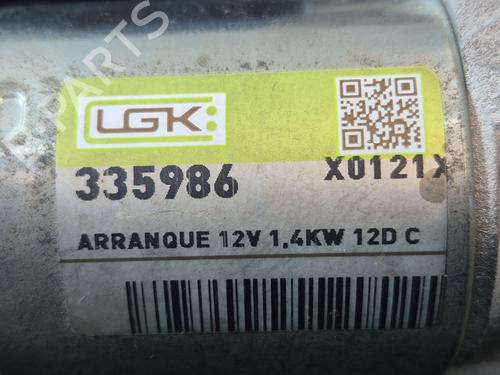 PARTS
LGK
335986 X0121X
ARRANQUE 12V 1.4KW 12D C